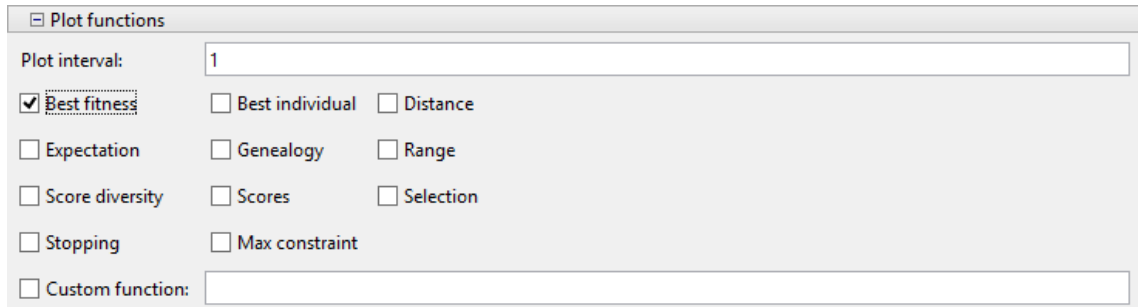 Plot functions
Plot interval: 1
Best fitness Best individual Distance
Expectation Genealogy Range
Score diversity Scores Selection
Stopping Max constraint
Custom function: